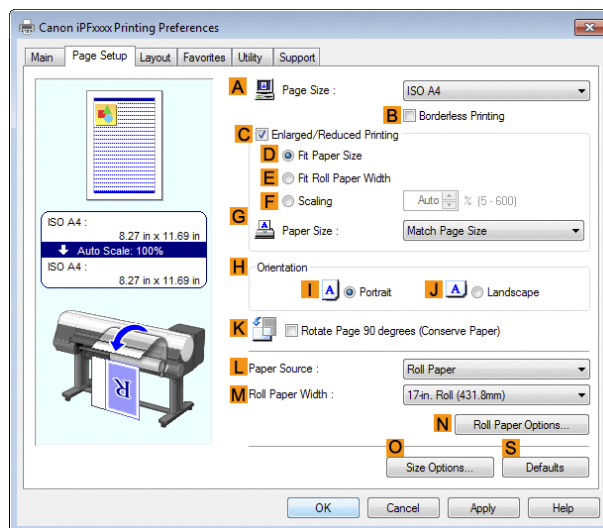 Canon iPFxxxx Printing Preferences
Main Page Setup Layout Favorites Utility Support
A Page Size : ISO A4
B Borderless Printing
C Enlarged/Reduced Printing
D Fit Paper Size
E Fit Roll Paper Width
F Scaling Auto % (5 - 600)
G A Paper Size : Match Page Size
ISO A4 :
8.27 in x 11.69 in
Auto Scale: 100%
ISO A4 :
8.27 in x 11.69 in
H Orientation
I A Portrait J A Landscape
K Rotate Page 90 degrees (Conserve Paper)
R
L Paper Source : Roll Paper
M Roll Paper Width : 17-in. Roll (431.8mm)
N Roll Paper Options...
O S
Size Options... Defaults
OK Cancel Apply Help